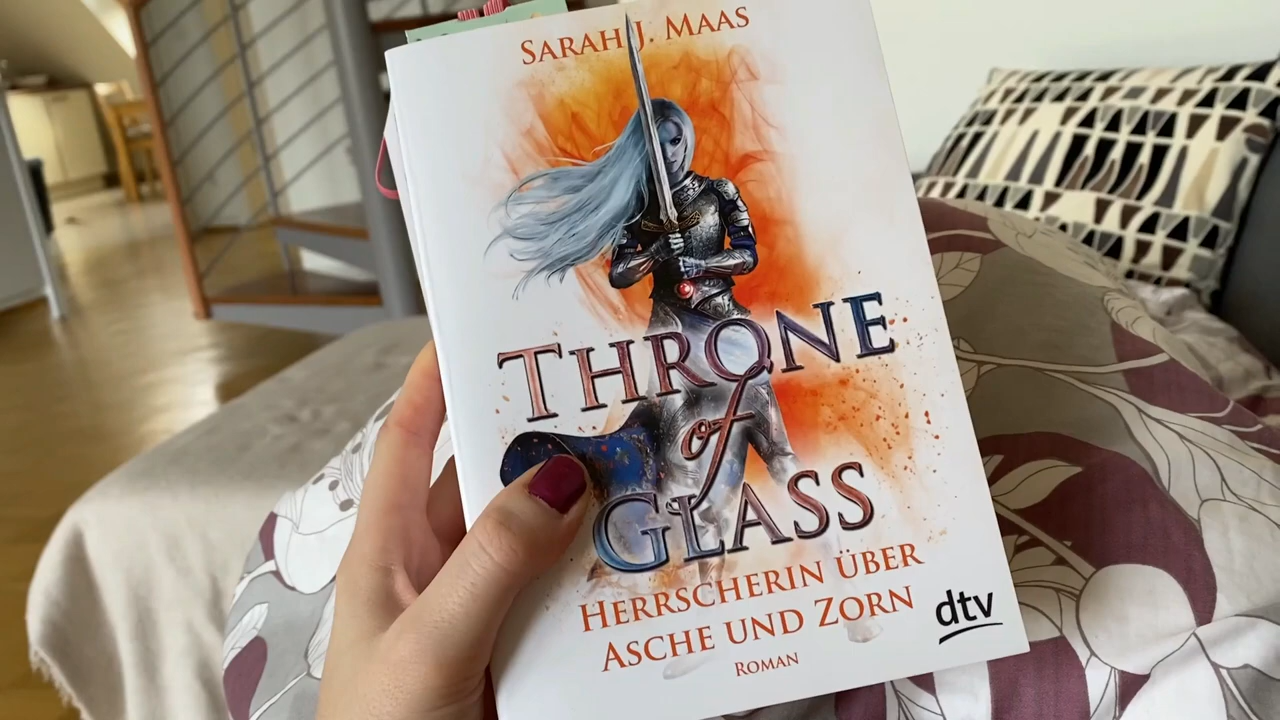 SARAH J. MAAS
THRONE
of
GLASS
HERRSCHERIN ÜBER
ASCHE UND ZORN
ROMAN
dtv